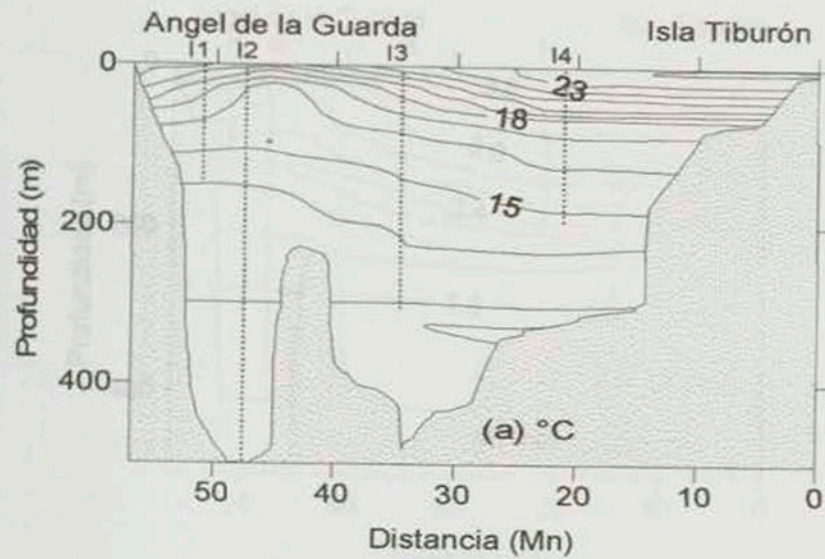 Angel de la Guarda
Isla Tiburón
I1 I2 I3 I4
0
23
18
15
200
400
Profundidad (m)
(a) °C
50 40 30 20 10 0
Distancia (Mn)